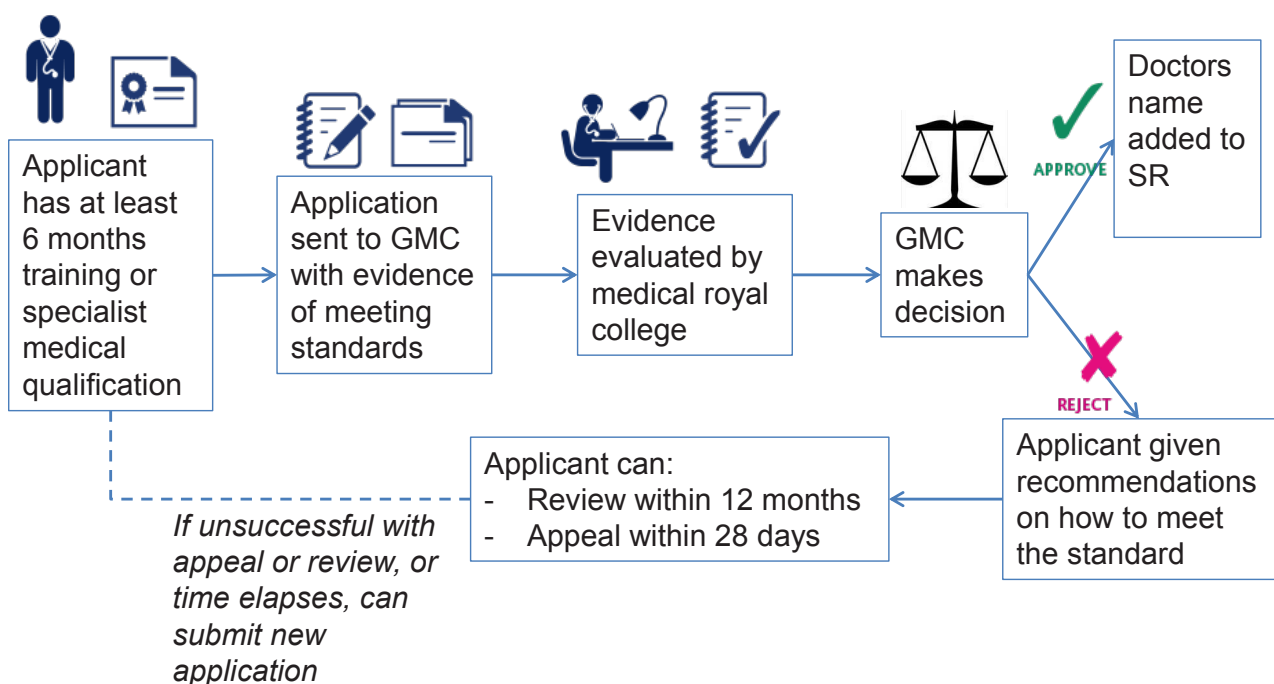 Applicant
has at least
6 months
training or
specialist
medical
qualification
Application
sent to GMC
with evidence
of meeting
standards
Evidence
evaluated by
medical royal
college
GMC
makes
decision
APPROVE
Doctors
name
added to
SR
REJECT
Applicant given
recommendations
on how to meet
the standard
Applicant can:
- Review within 12 months
- Appeal within 28 days
If unsuccessful with
appeal or review, or
time elapses, can
submit new
application